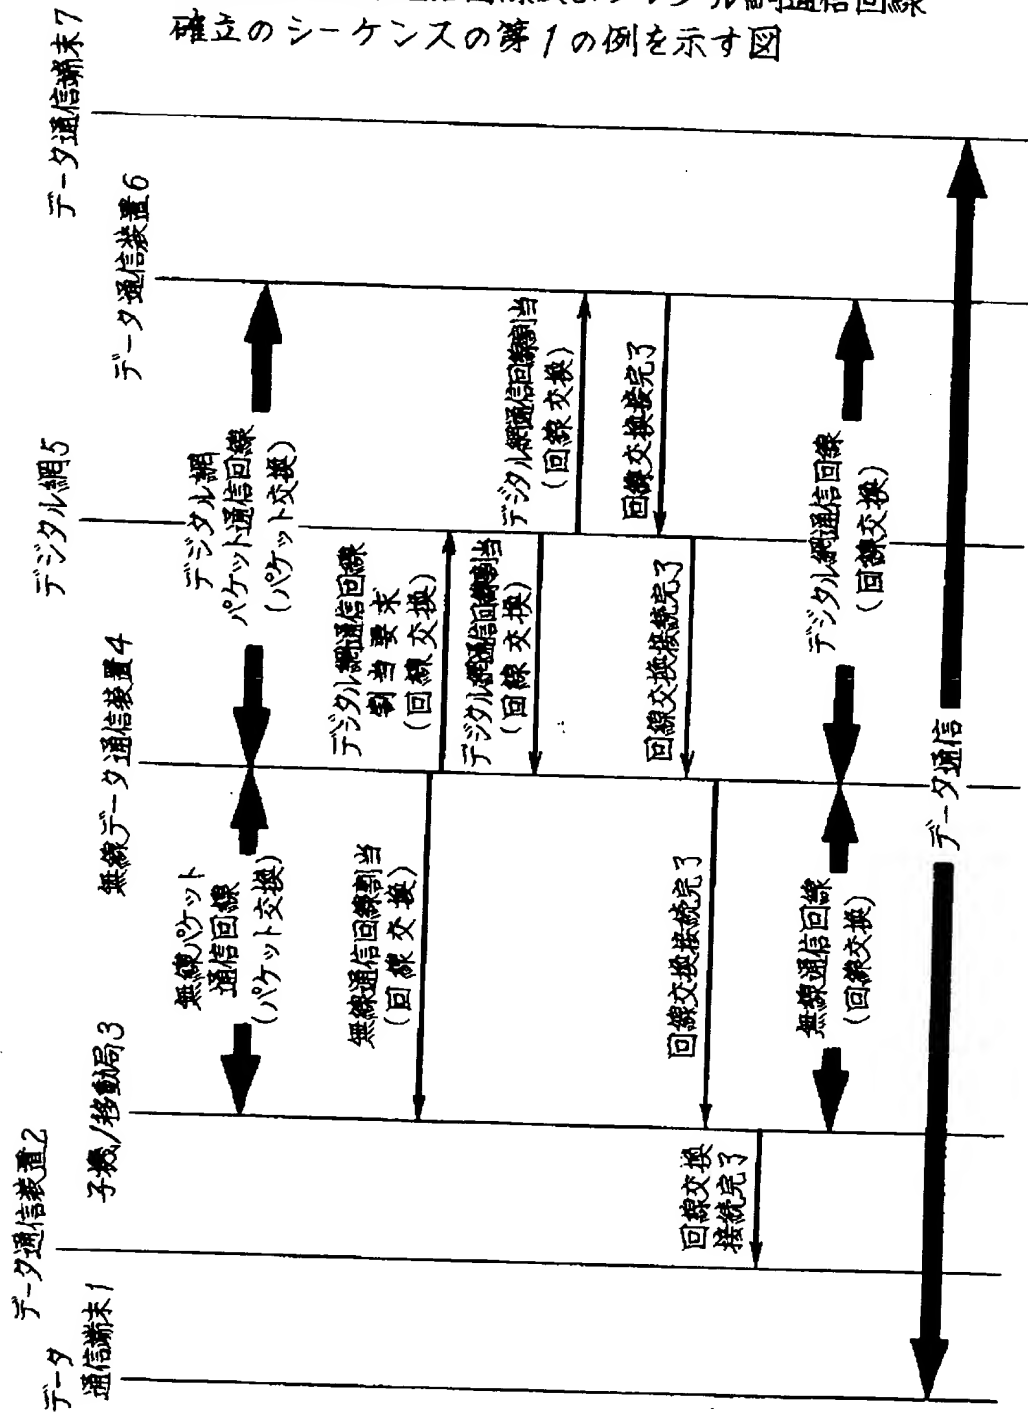 確立のシーケンスの第1の例を示す図
データ
通信端末1
データ通信装置2
子機/移動局3
無線データ通信装置4
デジタル網5
データ通信装置6
データ通信端末7
無線パケット
通信回線
(パケット交換)
デジタル網
パケット通信回線
(パケット交換)
無線通信回線割当
(回線交換)
デジタル網通信回線
割当要求
(回線交換)
デジタル網通信回線割当
(回線交換)
デジタル網通信回線割当
(回線交換)
回線交換接続完了
回線交換接続完了
回線交換接続完了
回線交換
接続完了
無線通信回線
(回線交換)
デジタル網通信回線
(回線交換)
データ通信